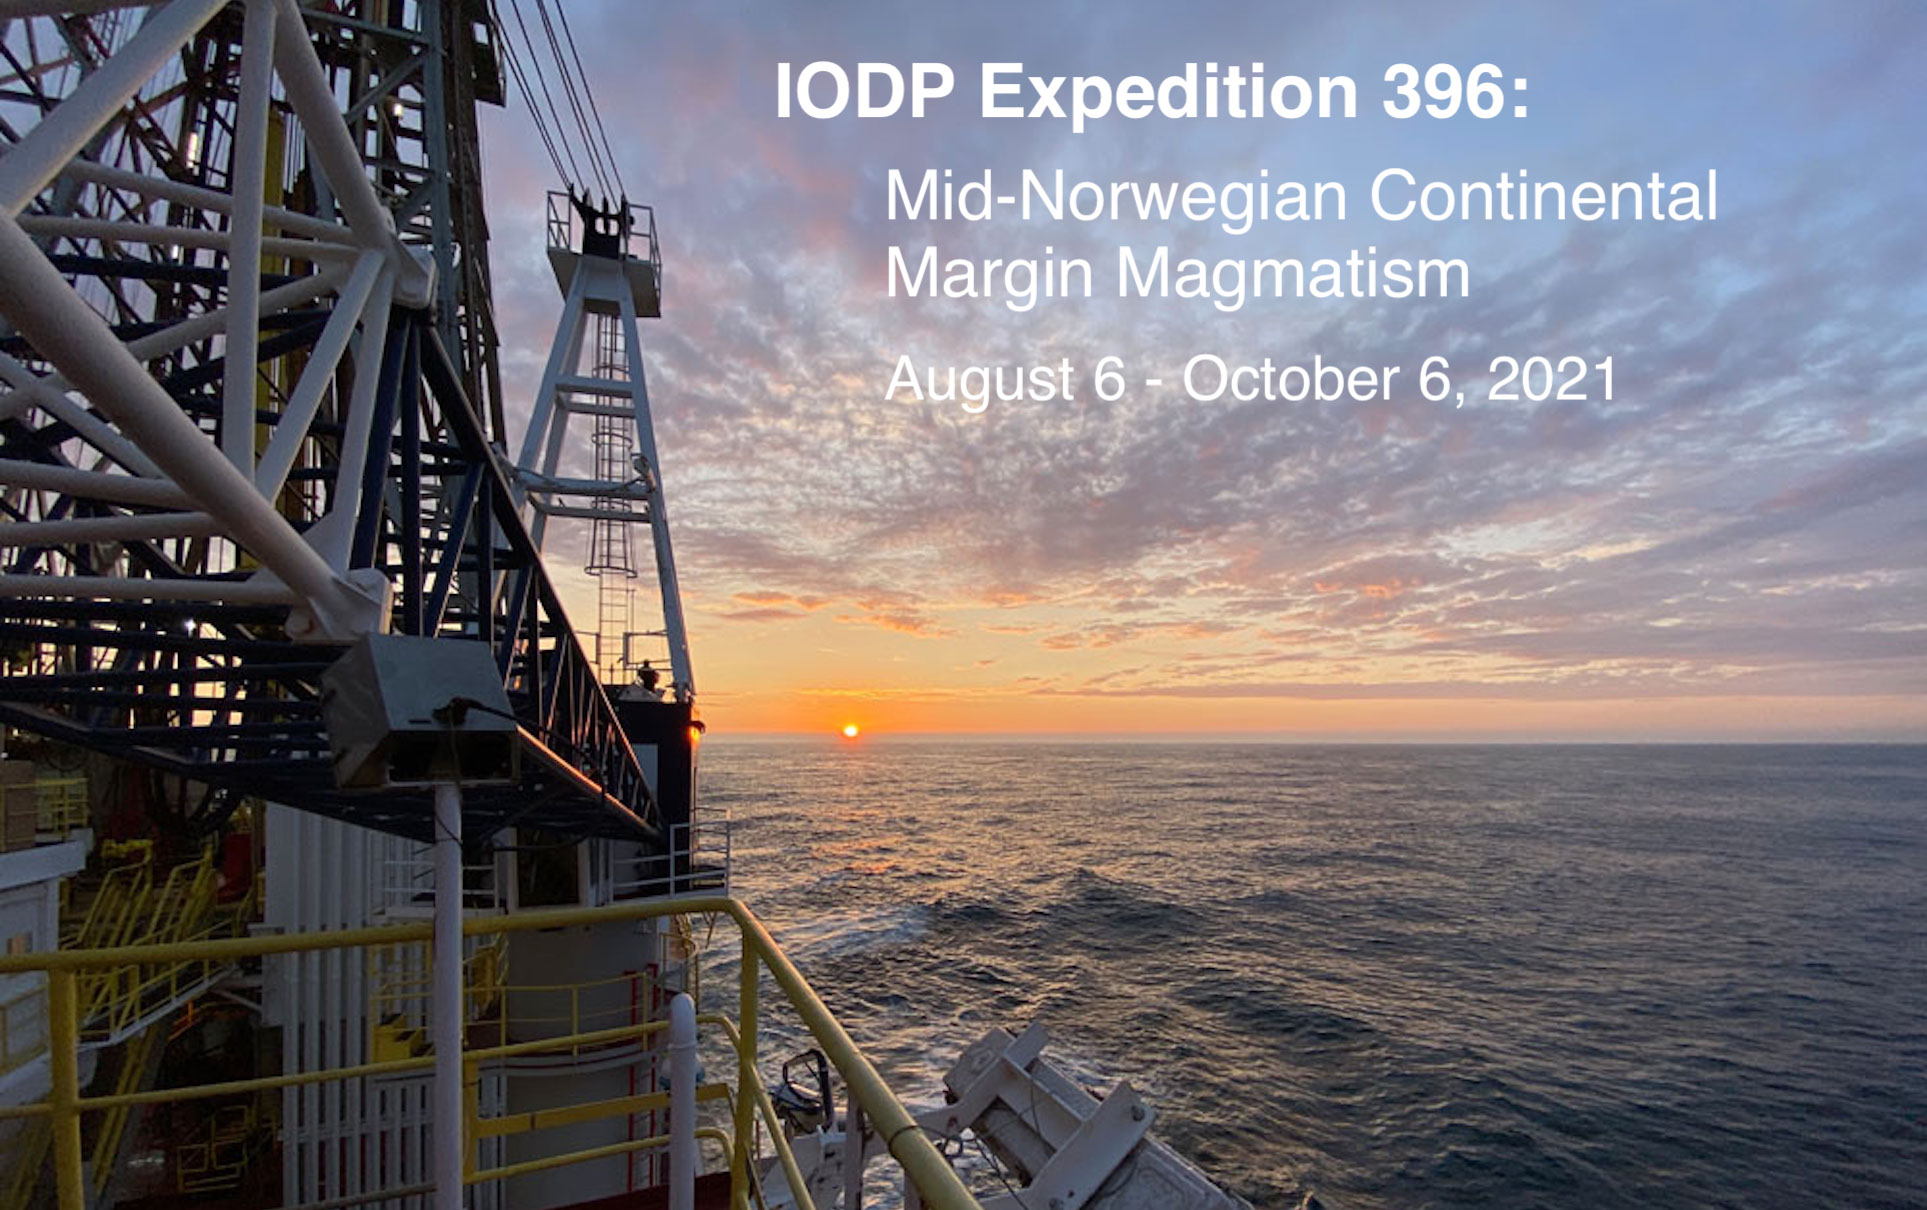 IODP Expedition 396:
Mid-Norwegian Continental
Margin Magmatism
August 6 - October 6, 2021